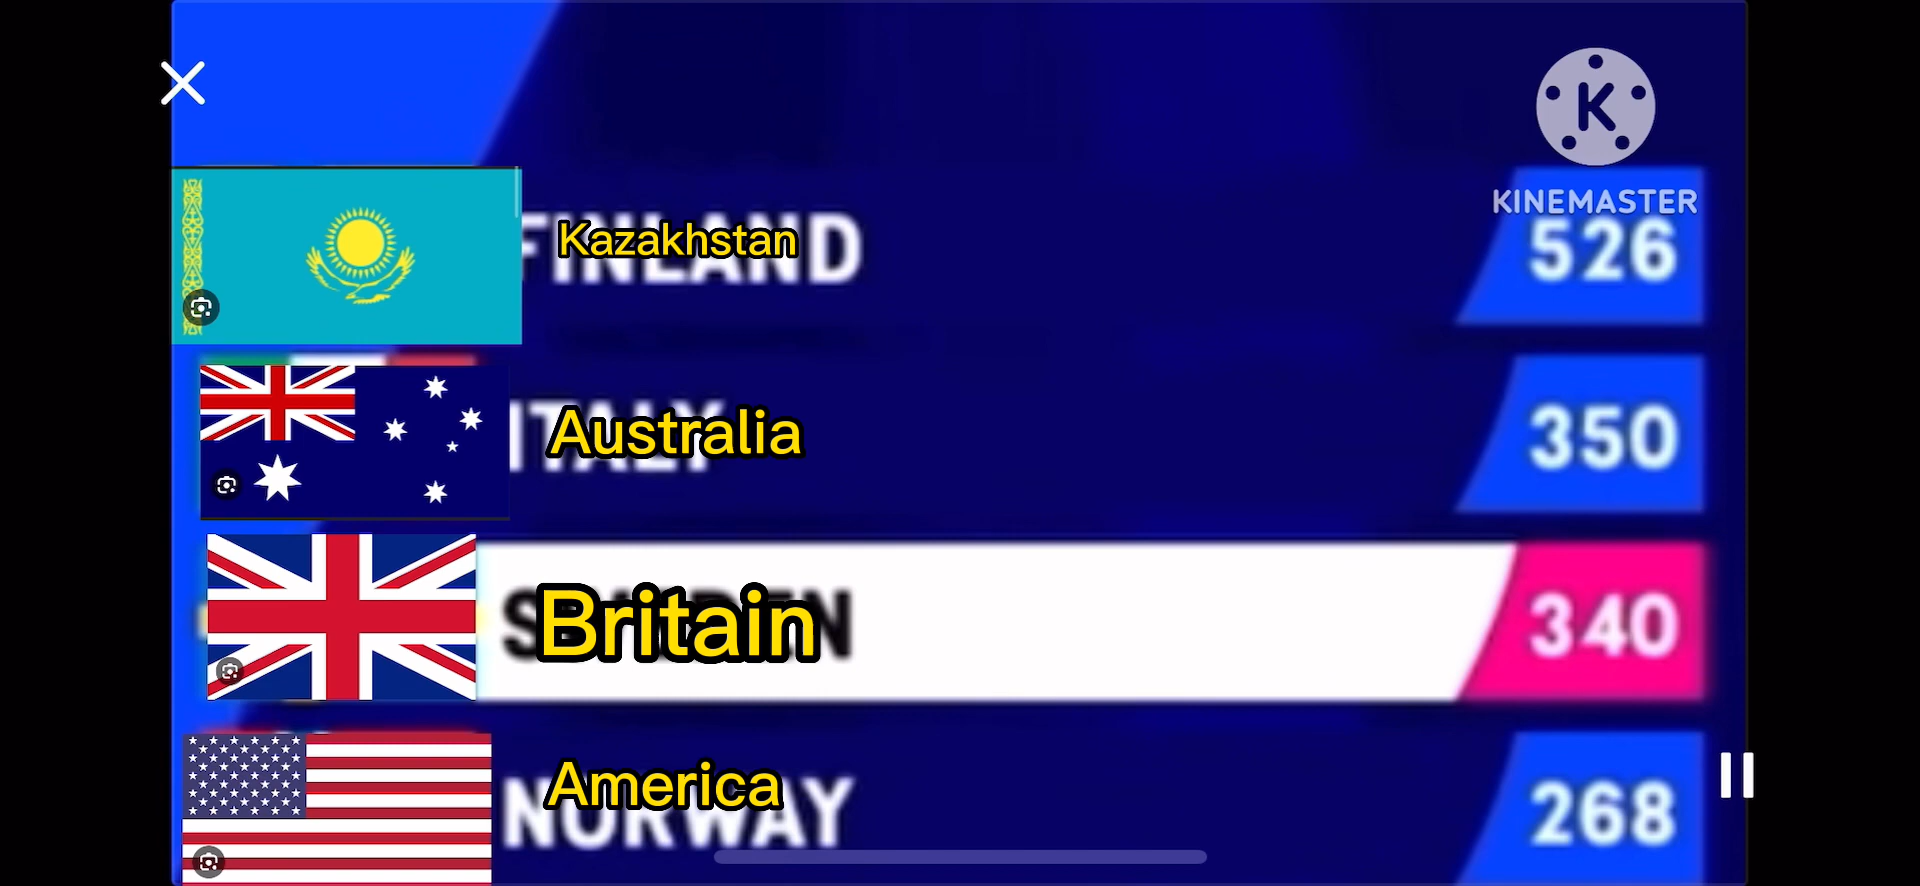 K
KINEMASTER
FINLAND
Kazakhstan
526
ITALY
Australia
350
Britain
340
NORWAY
America
268